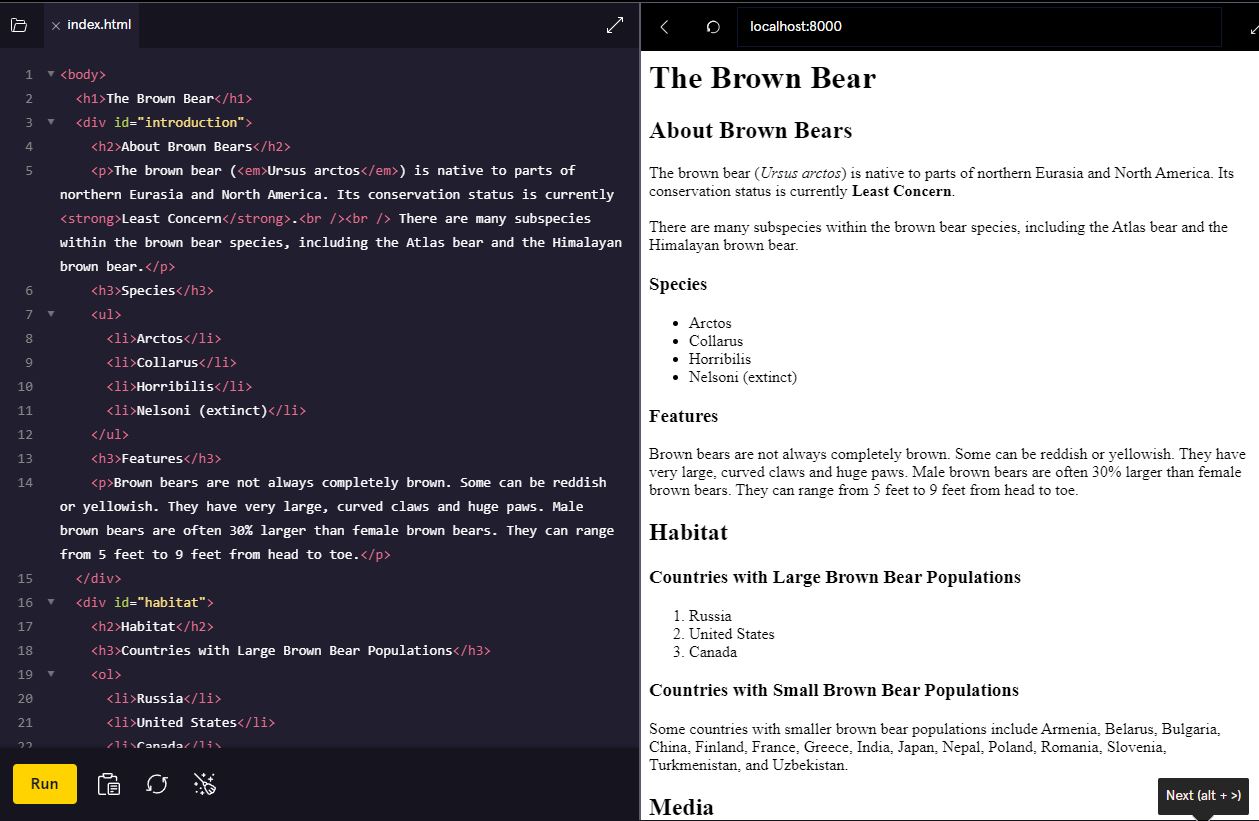 index.html
localhost:8000
1 <body>
2 <h1>The Brown Bear</h1>
3 <div id="introduction">
4 <h2>About Brown Bears</h2>
5 <p>The brown bear (<em>Ursus arctos</em>) is native to parts of
northern Eurasia and North America. Its conservation status is currently
<strong>Least Concern</strong>.<br /><br /> There are many subspecies
within the brown bear species, including the Atlas bear and the Himalayan
brown bear.</p>
6 <h3>Species</h3>
7 <ul>
8 <li>Arctos</li>
9 <li>Collarus</li>
10 <li>Horribilis</li>
11 <li>Nelsoni (extinct)</li>
12 </ul>
13 <h3>Features</h3>
14 <p>Brown bears are not always completely brown. Some can be reddish
or yellowish. They have very large, curved claws and huge paws. Male
brown bears are often 30% larger than female brown bears. They can range
from 5 feet to 9 feet from head to toe.</p>
15 </div>
16 <div id="habitat">
17 <h2>Habitat</h2>
18 <h3>Countries with Large Brown Bear Populations</h3>
19 <ol>
20 <li>Russia</li>
21 <li>United States</li>
22 <li>Canada</li>
Run
The Brown Bear
About Brown Bears
The brown bear (Ursus arctos) is native to parts of northern Eurasia and North America. Its
conservation status is currently Least Concern.
There are many subspecies within the brown bear species, including the Atlas bear and the
Himalayan brown bear.
Species
• Arctos
• Collarus
• Horribilis
• Nelsoni (extinct)
Features
Brown bears are not always completely brown. Some can be reddish or yellowish. They have
very large, curved claws and huge paws. Male brown bears are often 30% larger than female
brown bears. They can range from 5 feet to 9 feet from head to toe.
Habitat
Countries with Large Brown Bear Populations
1. Russia
2. United States
3. Canada
Countries with Small Brown Bear Populations
Some countries with smaller brown bear populations include Armenia, Belarus, Bulgaria,
China, Finland, France, Greece, India, Japan, Nepal, Poland, Romania, Slovenia,
Turkmenistan, and Uzbekistan.
Media
Next (alt + >)